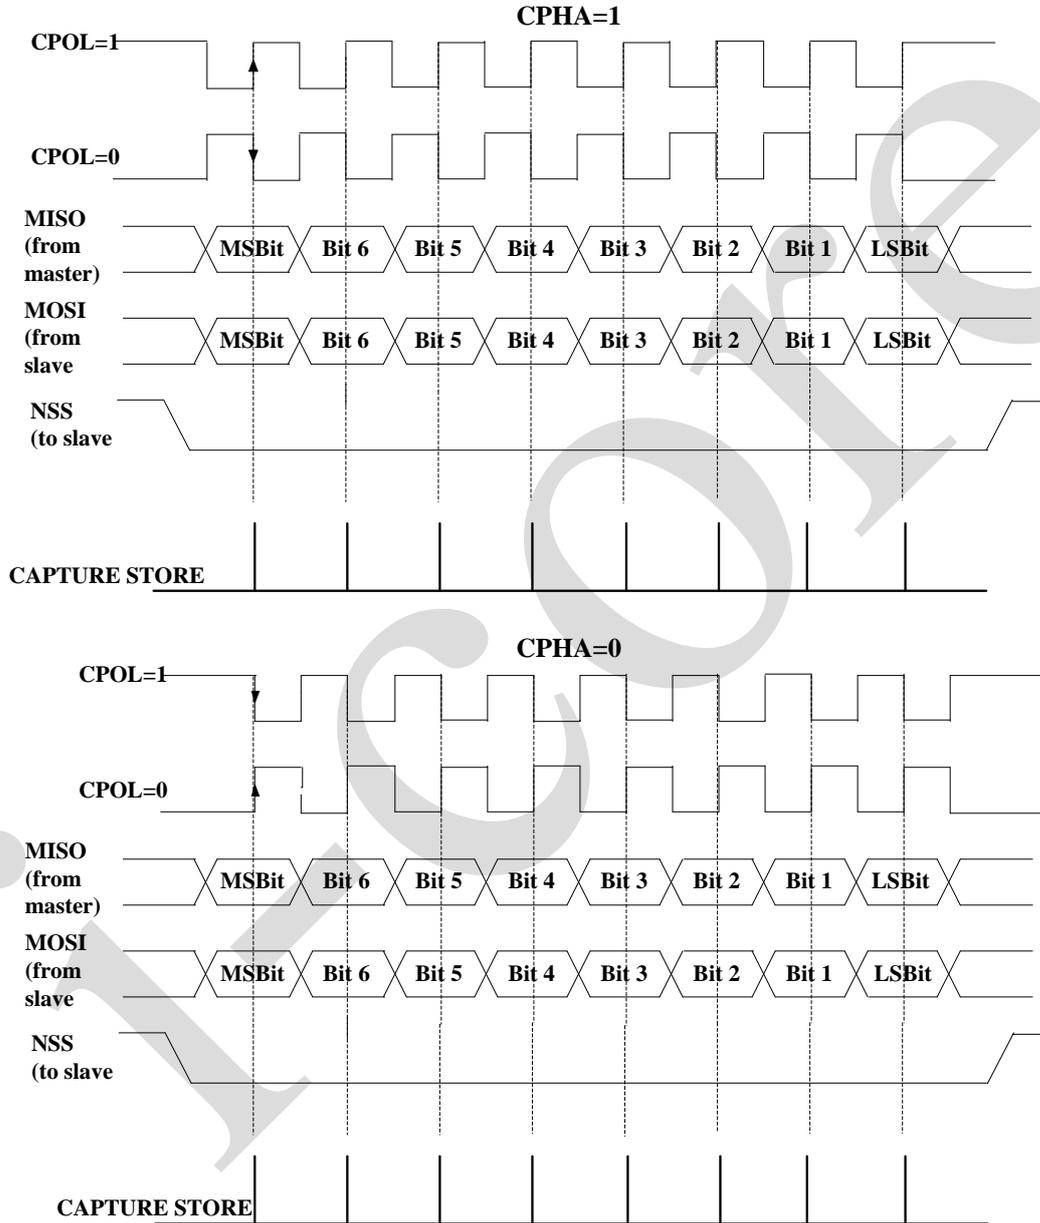 CPHA=1
CPOL=1
CPOL=0
MISO
(from
master)
MSBit Bit 6 Bit 5 Bit 4 Bit 3 Bit 2 Bit 1 LSBit
MOSI
(from
slave
MSBit Bit 6 Bit 5 Bit 4 Bit 3 Bit 2 Bit 1 LSBit
NSS
(to slave
CAPTURE STORE
CPHA=0
CPOL=1
CPOL=0
MISO
(from
master)
MSBit Bit 6 Bit 5 Bit 4 Bit 3 Bit 2 Bit 1 LSBit
MOSI
(from
slave
MSBit Bit 6 Bit 5 Bit 4 Bit 3 Bit 2 Bit 1 LSBit
NSS
(to slave
CAPTURE STORE
i-core